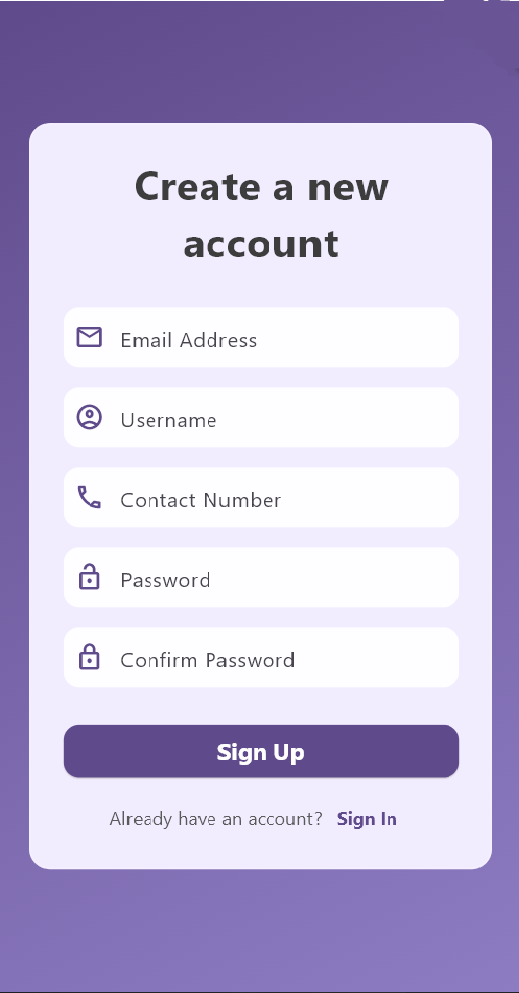 Create a new
account
Email Address
Username
Contact Number
Password
Confirm Password
Sign Up
Already have an account? Sign In